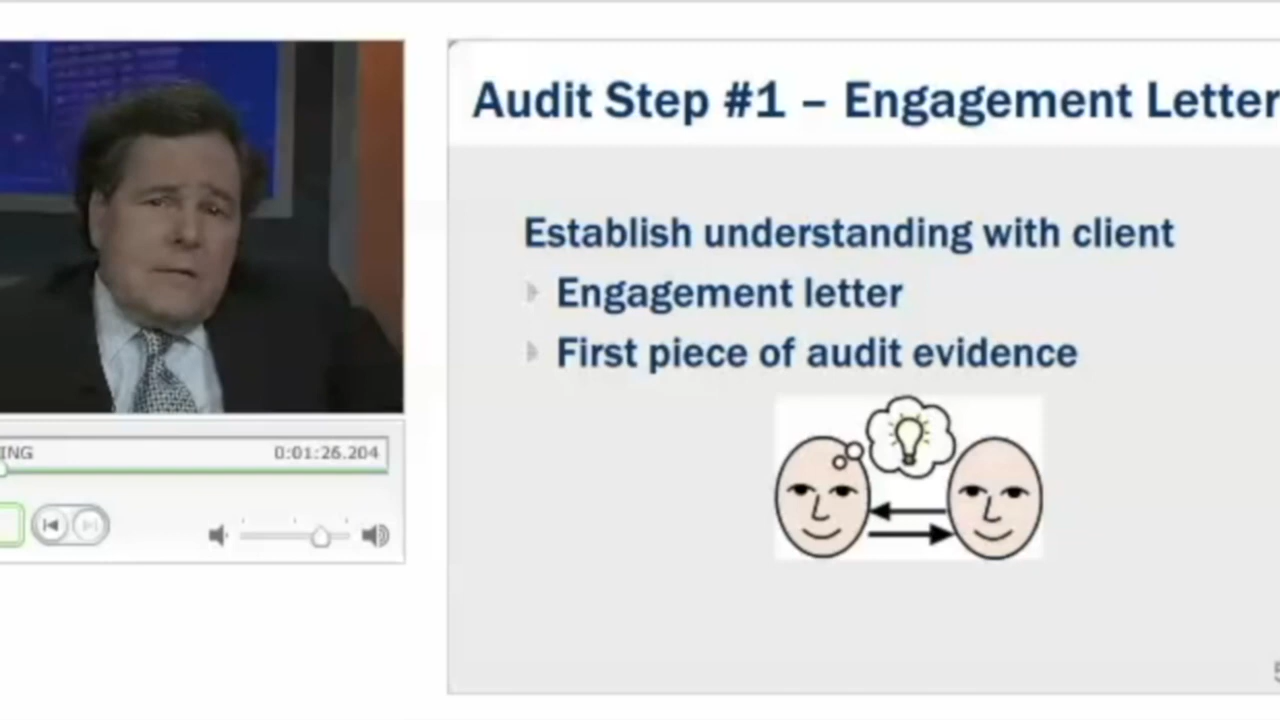 Audit Step #1 – Engagement Letter
Establish understanding with client
Engagement letter
First piece of audit evidence
ING
0:01:26.204
5